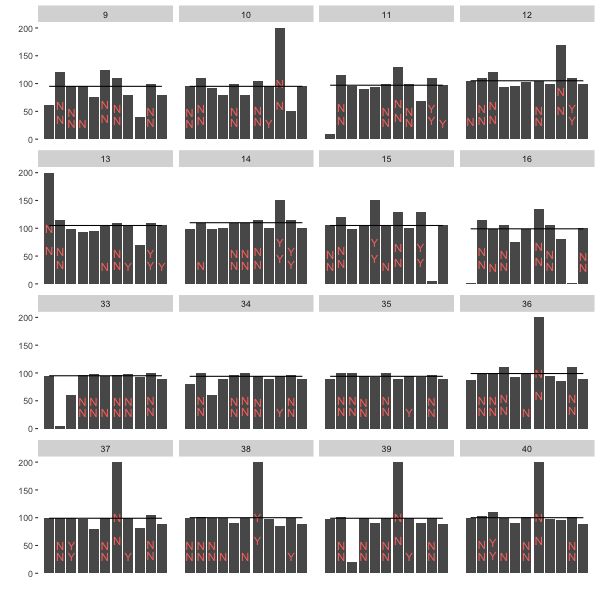 9 10 11 12
200
150
100
50
0
N N N N N
N N N N N N
N N N N N
N N N N N Y N
N N N N Y
N N N N Y N
N N N Y
N N N N Y
13 14 15 16
200
150
100
50
0
N N N Y
N N N N Y Y Y
N N N Y Y
N N N N Y Y
N N Y N Y
N N Y N N Y
N N N N N
N N N N N N
33 34 35 36
200
150
100
50
0
N N N N N
N N N N N
N N N N N
N N N N Y N
N N N N
N N Y N Y N
N N N N N
N N N N N N
37 38 39 40
200
150
100
50
0
N Y N N N
N Y N N Y N
N N N Y
N N N N N Y Y
N N N N N
N N N N Y N
N Y N N N
N Y N N N N